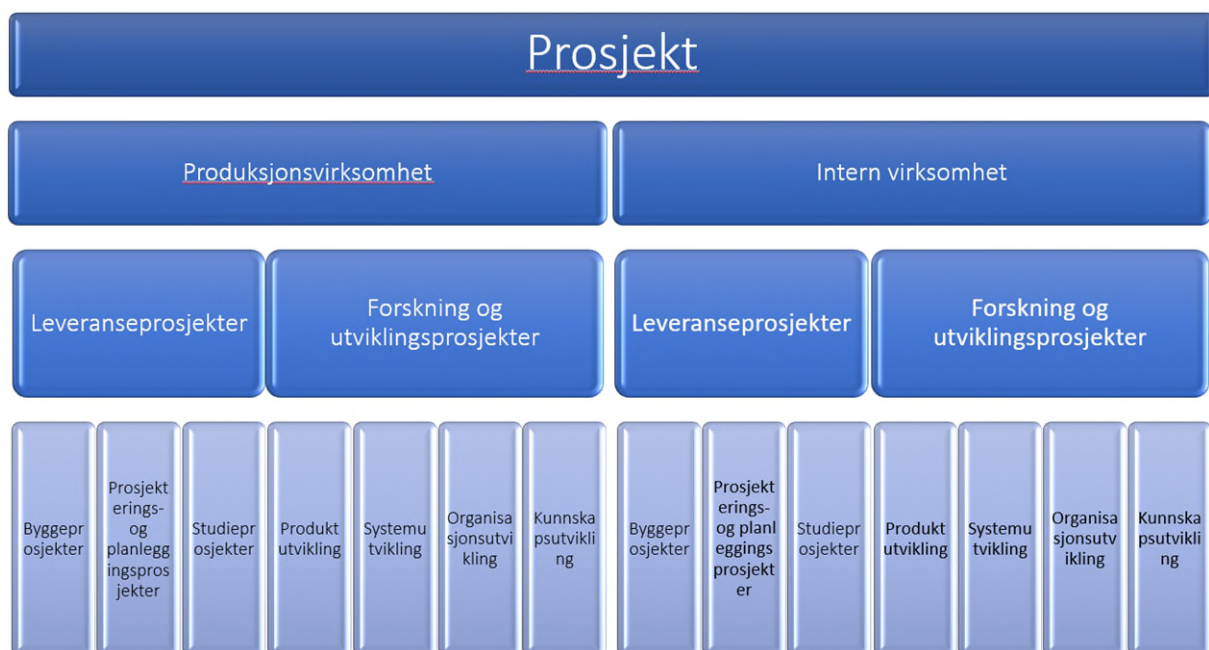 Prosjekt
Produksjonsvirksomhet
Intern virksomhet
Leveranseprosjekter
Forskning og
utviklingsprosjekter
Leveranseprosjekter
Forskning og
utviklingsprosjekter
Byggepr
osjekter
Prosjekt
erings-
og
planlegg
ingspros
jekter
Studiepr
osjekter
Produkt
utvikling
Systemu
tvikling
Organisa
sjonsutvi
kling
Kunnska
psutvikli
ng
Byggepr
osjekter
Prosjekt
erings-
og planl
eggings
prosjekt
er
Studiepr
osjekter
Produkt
utvikling
Systemu
tvikling
Organisa
sjonsutv
ikling
Kunnska
psutvikli
ng